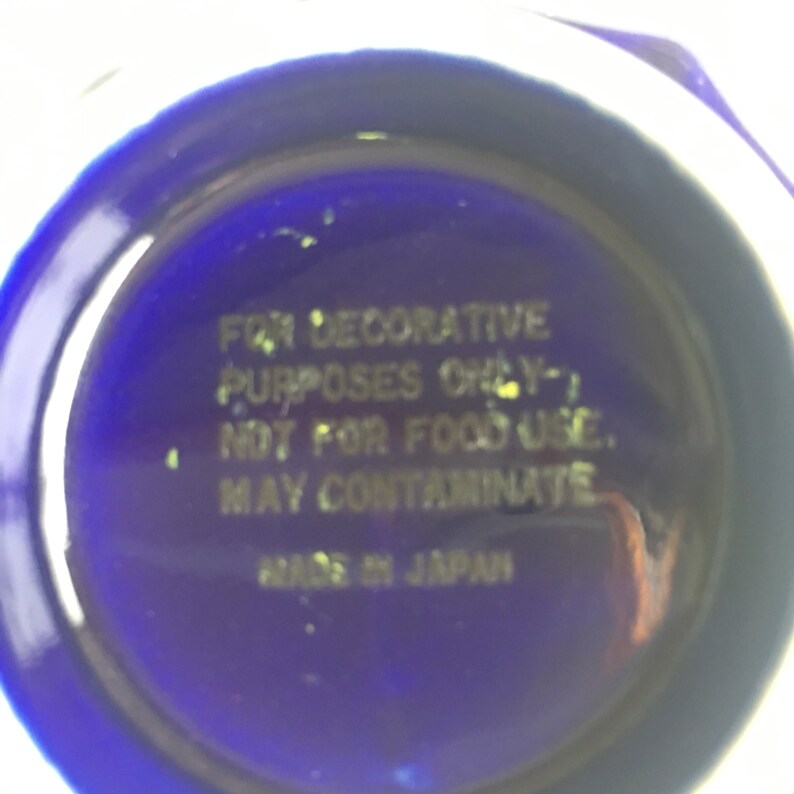 FOR DECORATIVE
PURPOSES ONLY-
NOT FOR FOOD USE.
MAY CONTAMINATE
MADE IN JAPAN